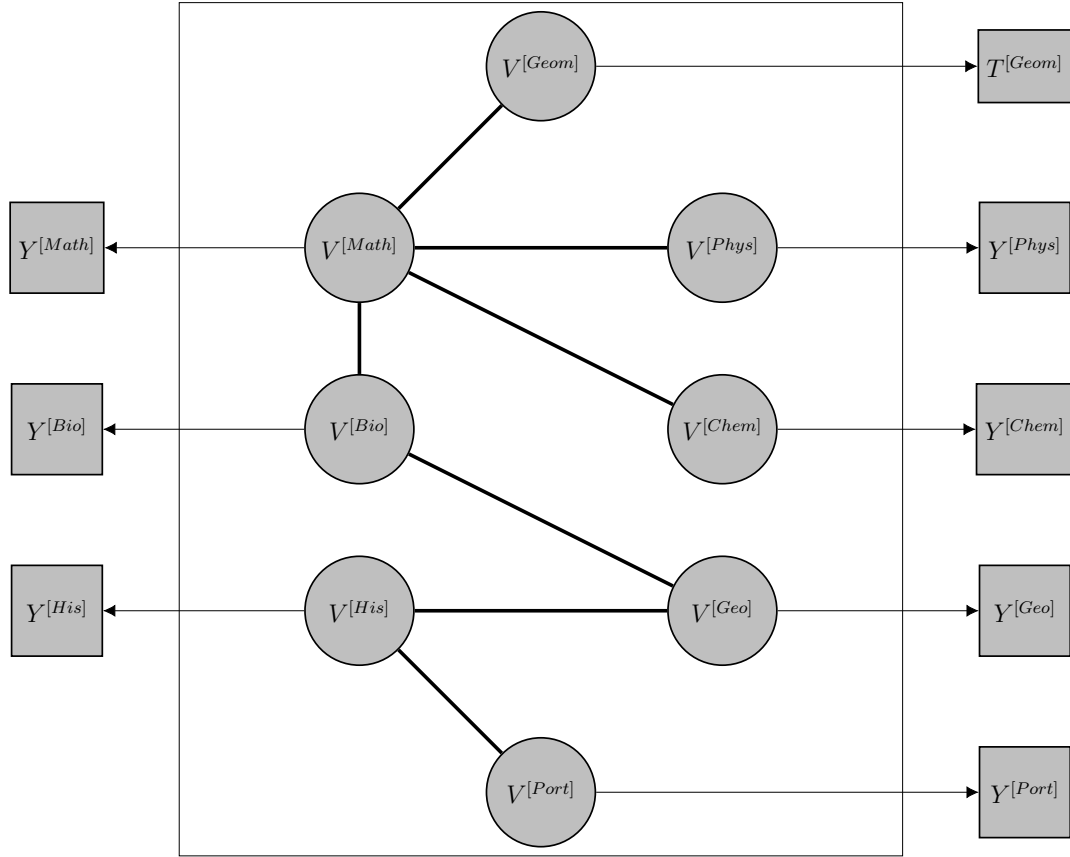 V^[Geom] T^[Geom]
Y^[Math] V^[Math] V^[Phys] Y^[Phys]
Y^[Bio] V^[Bio] V^[Chem] Y^[Chem]
Y^[His] V^[His] V^[Geo] Y^[Geo]
V^[Port] Y^[Port]